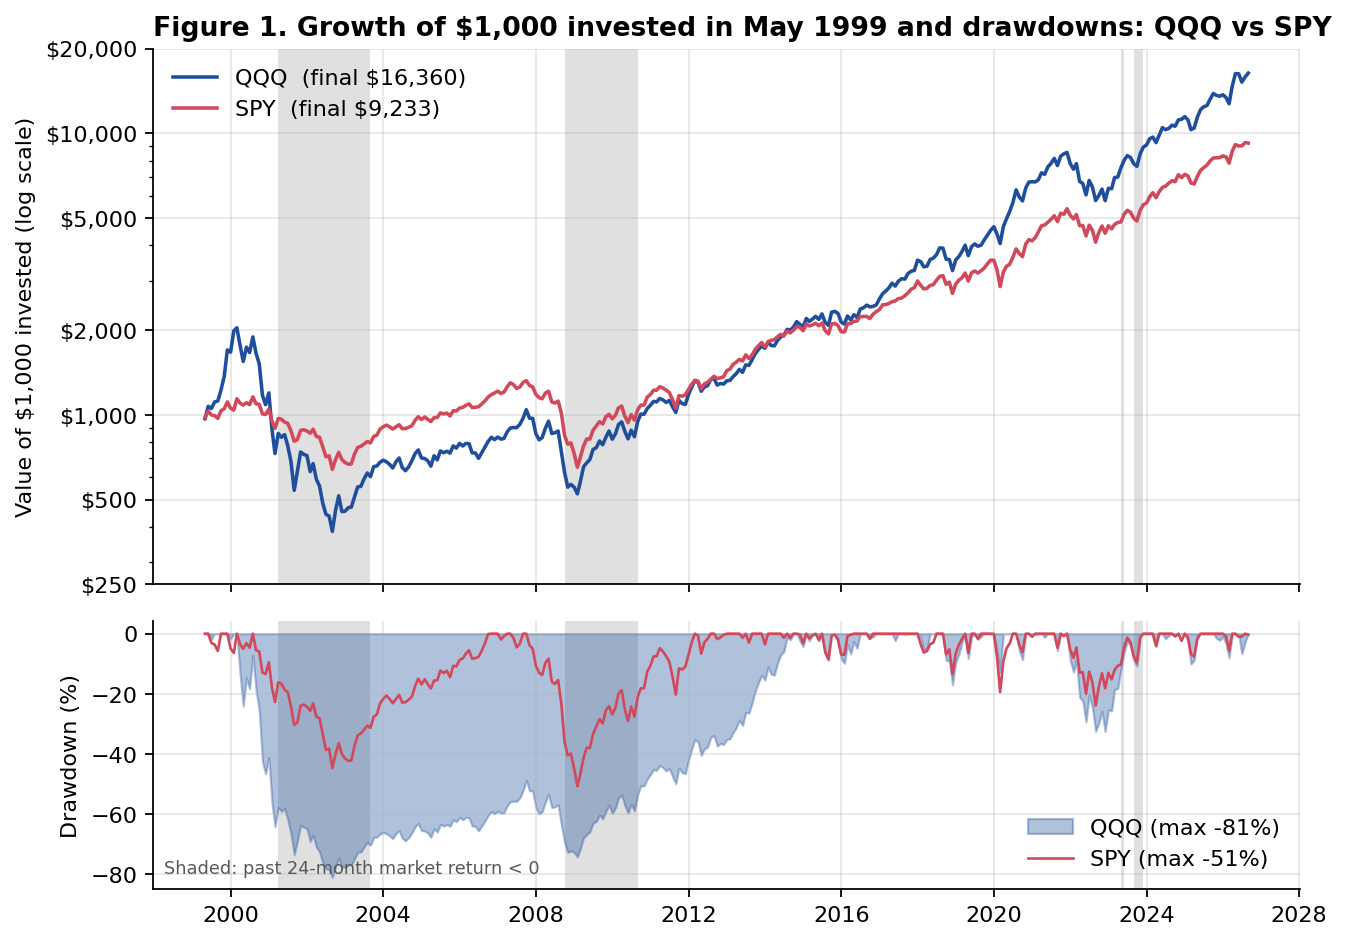 Figure 1. Growth of $1,000 invested in May 1999 and drawdowns: QQQ vs SPY
Value of $1,000 invested (log scale)
$20,000
$10,000
$5,000
$2,000
$1,000
$500
$250
QQQ (final $16,360)
SPY (final $9,233)
Drawdown (%)
0
−20
−40
−60
−80
QQQ (max -81%)
SPY (max -51%)
Shaded: past 24-month market return < 0
2000 2004 2008 2012 2016 2020 2024 2028